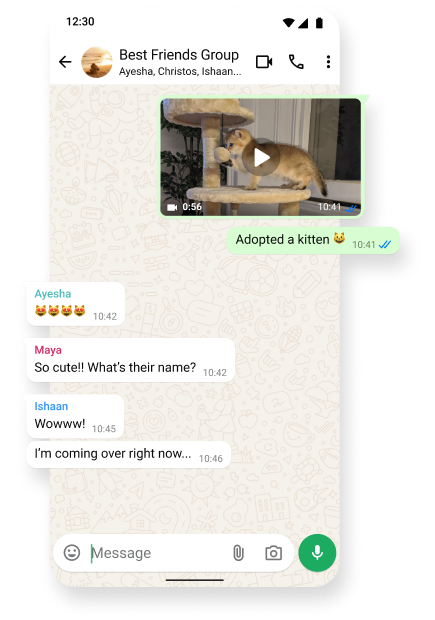 12:30
Best Friends Group
Ayesha, Christos, Ishaan...
0:56
10:41
Adopted a kitten 😺 10:41
Ayesha
😻😻😻😻 10:42
Maya
So cute!! What's their name? 10:42
Ishaan
Wowww! 10:45
I'm coming over right now... 10:46
Message